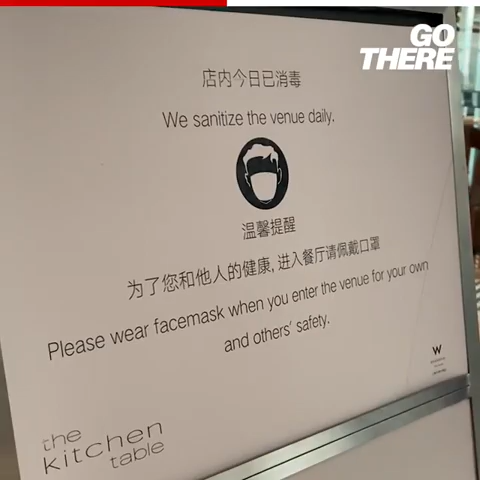 GO
THERE
店内今日已消毒
We sanitize the venue daily.
温馨提醒
为了您和他人的健康, 进入餐厅请佩戴口罩
Please wear facemask when you enter the venue for your own
and others' safety.
W
the
kitchen
table